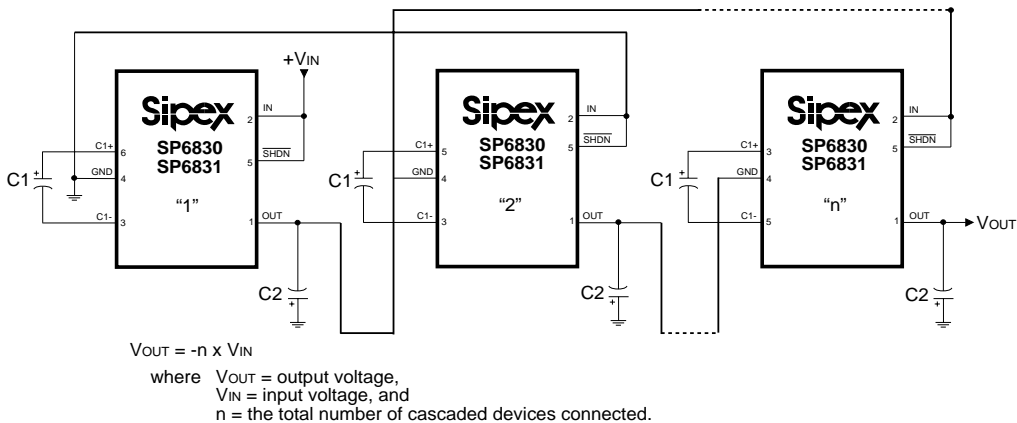 +VIN
Sipex
SP6830
SP6831
"1"
IN
2
SHDN
5
C1+
6
GND
4
C1-
3
OUT
1
C1
C2
Sipex
SP6830
SP6831
"2"
IN
2
SHDN
5
C1+
5
GND
4
C1-
3
OUT
1
C1
C2
Sipex
SP6830
SP6831
"n"
IN
2
SHDN
5
C1+
3
GND
4
C1-
5
OUT
1
C1
C2
VOUT
+
+
+
+
+
+
VOUT = -n x VIN
where VOUT = output voltage,
VIN = input voltage, and
n = the total number of cascaded devices connected.